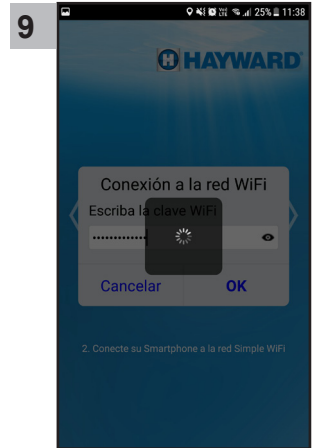 9
25% 11:38
HAYWARD
Conexión a la red WiFi
Escriba la clave WiFi
Cancelar OK
2. Conecte su Smartphone a la red Simple WiFi